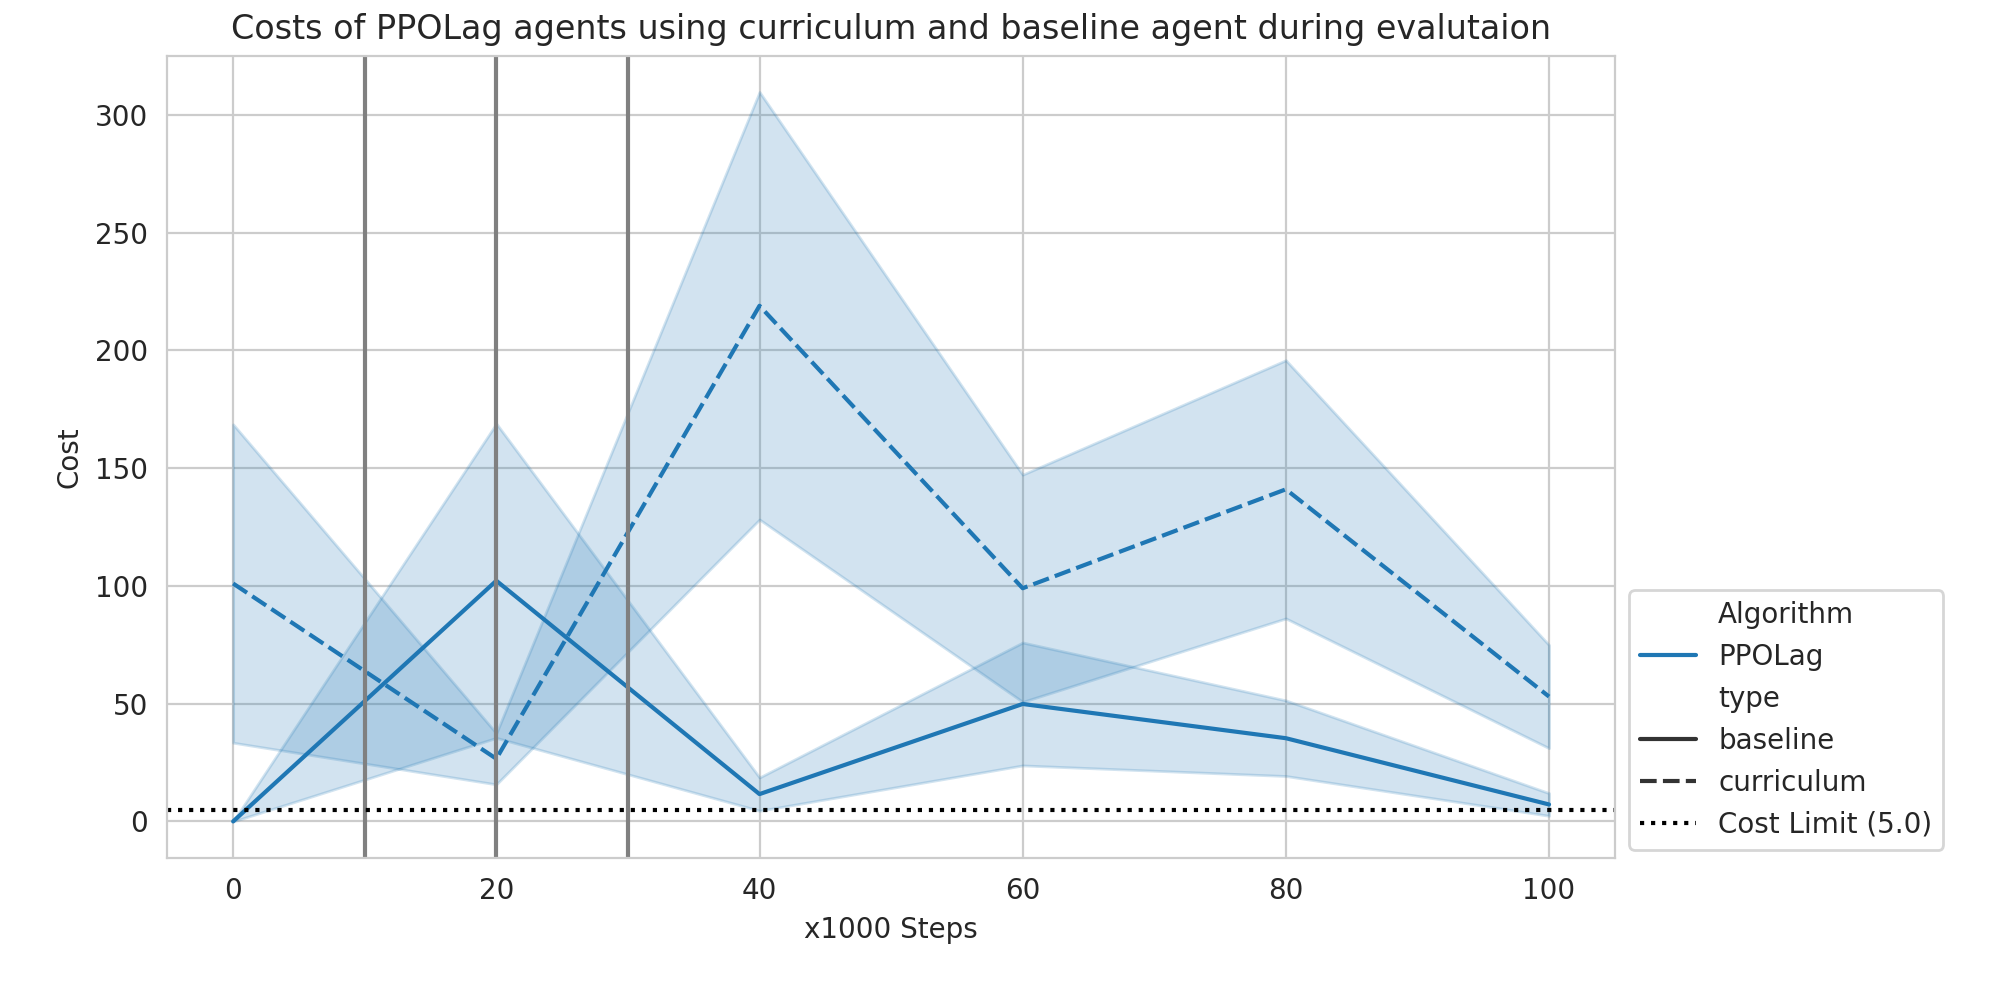 Costs of PPOLag agents using curriculum and baseline agent during evalutaion
300
250
200
150
100
50
0
Cost
0 20 40 60 80 100
x1000 Steps
Algorithm
PPOLag
type
baseline
curriculum
Cost Limit (5.0)